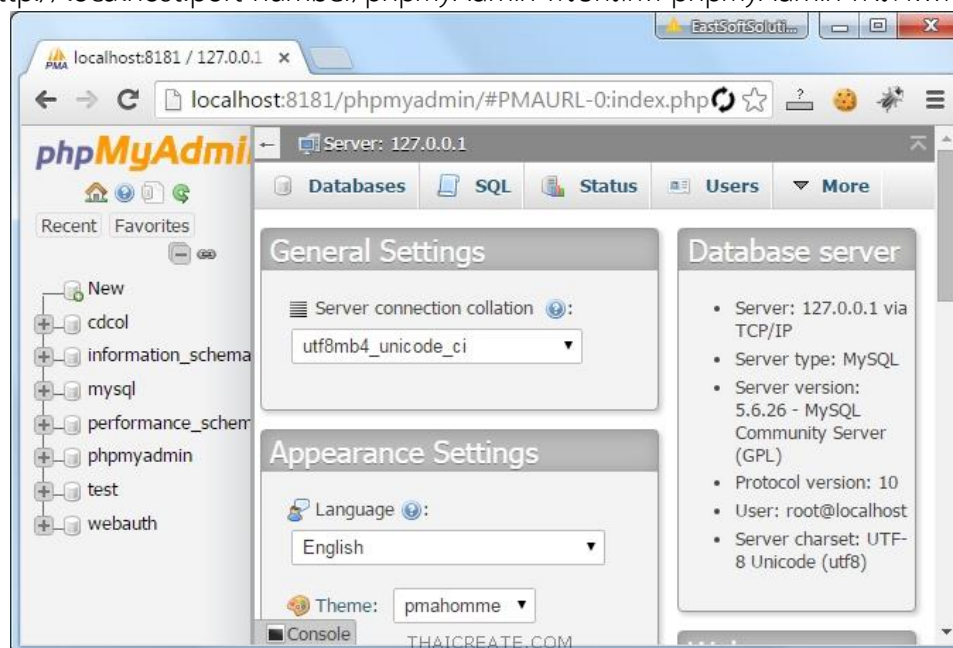 EastSoftSoluti...
localhost:8181 / 127.0.0.1
localhost:8181/phpmyadmin/#PMAURL-0:index.php
phpMyAdmi
Recent Favorites
New
cdcol
information_schema
mysql
performance_schem
phpmyadmin
test
webauth
Server: 127.0.0.1
Databases SQL Status Users More
General Settings
Server connection collation :
utf8mb4_unicode_ci
Appearance Settings
Language :
English
Theme: pmahomme
Console
Database server
Server: 127.0.0.1 via
TCP/IP
Server type: MySQL
Server version:
5.6.26 - MySQL
Community Server
(GPL)
Protocol version: 10
User: root@localhost
Server charset: UTF-
8 Unicode (utf8)
THAICREATE.COM